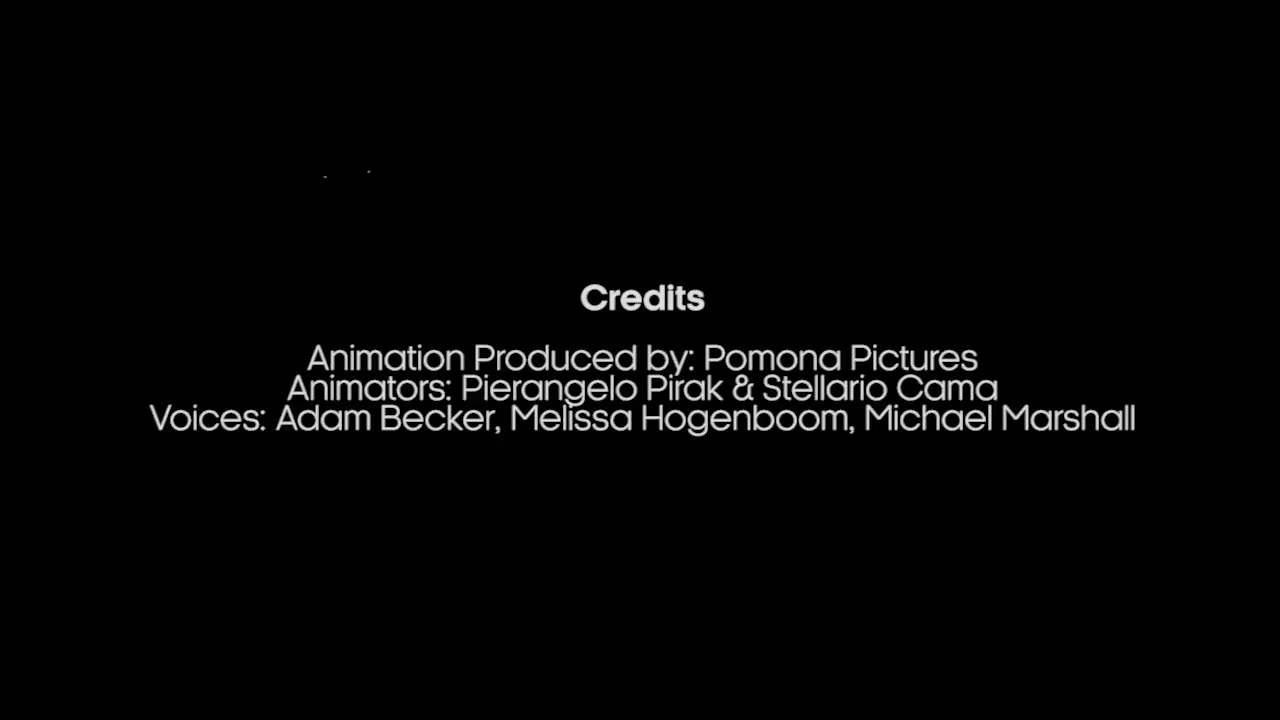 Credits
Animation Produced by: Pomona Pictures
Animators: Pierangelo Pirak & Stellario Cama
Voices: Adam Becker, Melissa Hogenboom, Michael Marshall